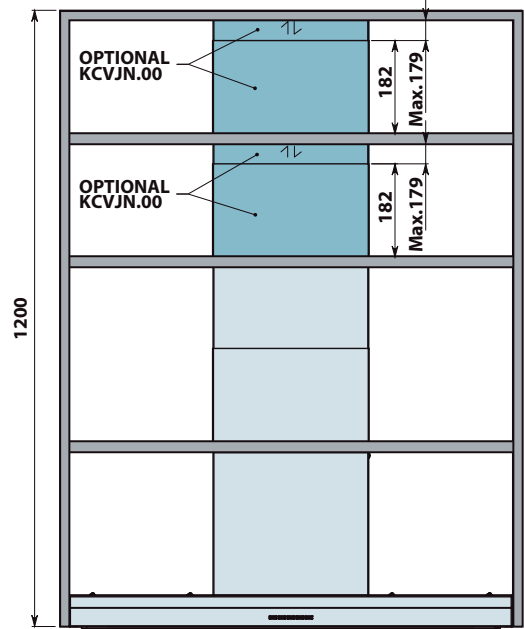 OPTIONAL
KCVJN.00
182
Max.179
OPTIONAL
KCVJN.00
182
Max.179
1200